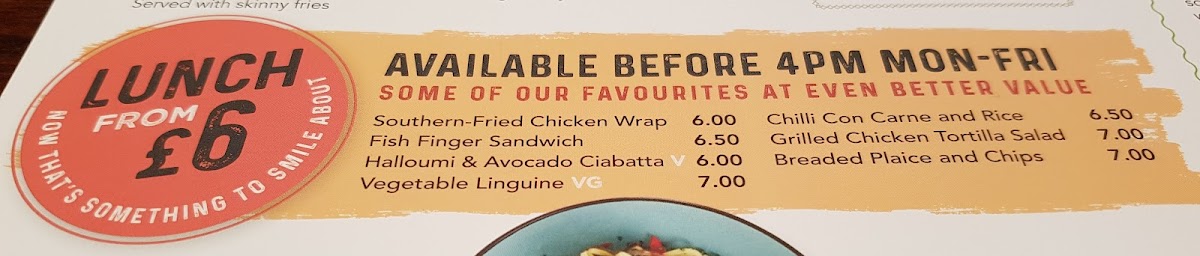 Served with skinny fries
LUNCH
FROM
£6
NOW THAT'S SOMETHING TO SMILE ABOUT
AVAILABLE BEFORE 4PM MON-FRI
SOME OF OUR FAVOURITES AT EVEN BETTER VALUE
Southern-Fried Chicken Wrap 6.00
Fish Finger Sandwich 6.50
Halloumi & Avocado Ciabatta V 6.00
Vegetable Linguine VG 7.00
Chilli Con Carne and Rice 6.50
Grilled Chicken Tortilla Salad 7.00
Breaded Plaice and Chips 7.00